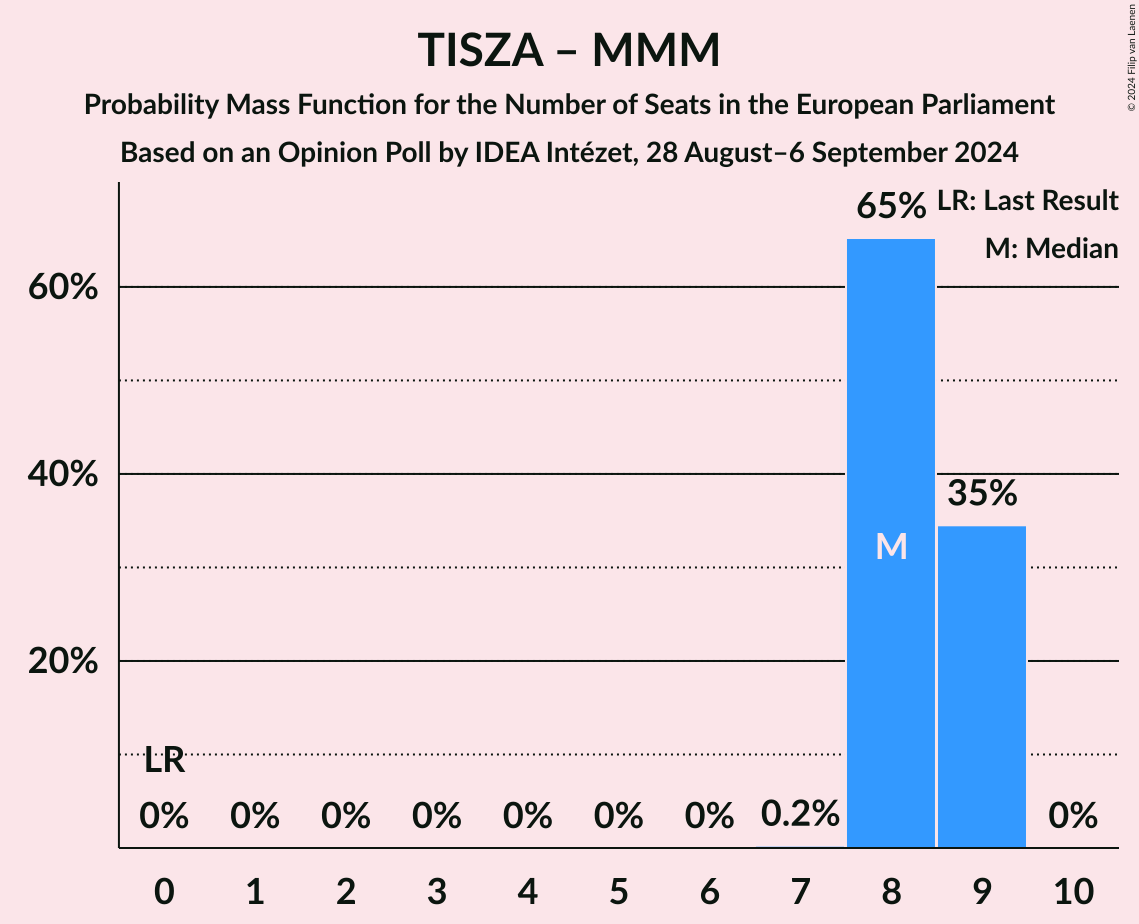 TISZA – MMM
Probability Mass Function for the Number of Seats in the European Parliament
Based on an Opinion Poll by IDEA Intézet, 28 August–6 September 2024
© 2024 Filip van Laenen
LR: Last Result
M: Median
60%
40%
20%
65%
35%
M
LR
0% 0% 0% 0% 0% 0% 0% 0.2% 0%
0 1 2 3 4 5 6 7 8 9 10